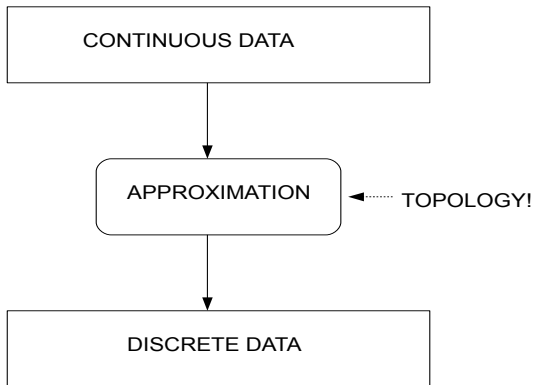 CONTINUOUS DATA
APPROXIMATION
TOPOLOGY!
DISCRETE DATA